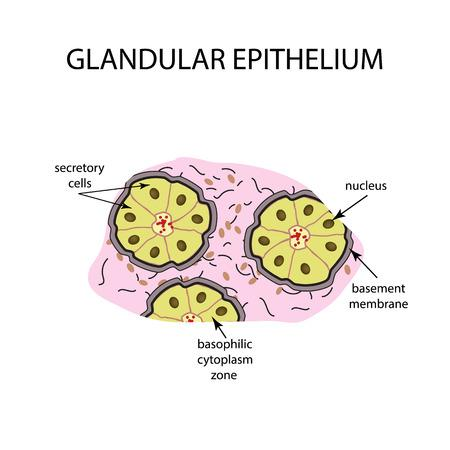 GLANDULAR EPITHELIUM
secretory
cells
nucleus
basement
membrane
basophilic
cytoplasm
zone